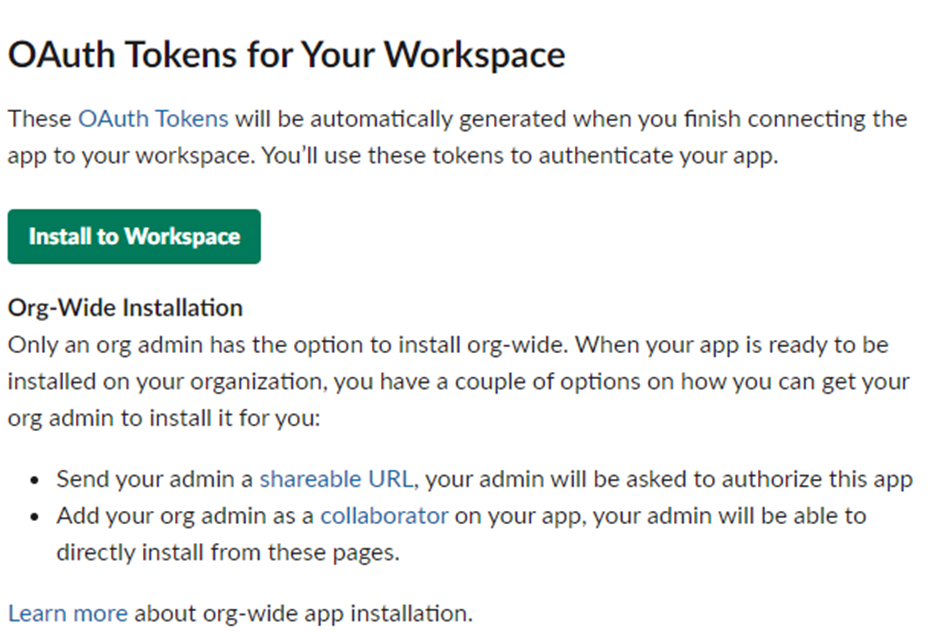 OAuth Tokens for Your Workspace
These OAuth Tokens will be automatically generated when you finish connecting the
app to your workspace. You’ll use these tokens to authenticate your app.
Install to Workspace
Org-Wide Installation
Only an org admin has the option to install org-wide. When your app is ready to be
installed on your organization, you have a couple of options on how you can get your
org admin to install it for you:
• Send your admin a shareable URL, your admin will be asked to authorize this app
• Add your org admin as a collaborator on your app, your admin will be able to
directly install from these pages.
Learn more about org-wide app installation.